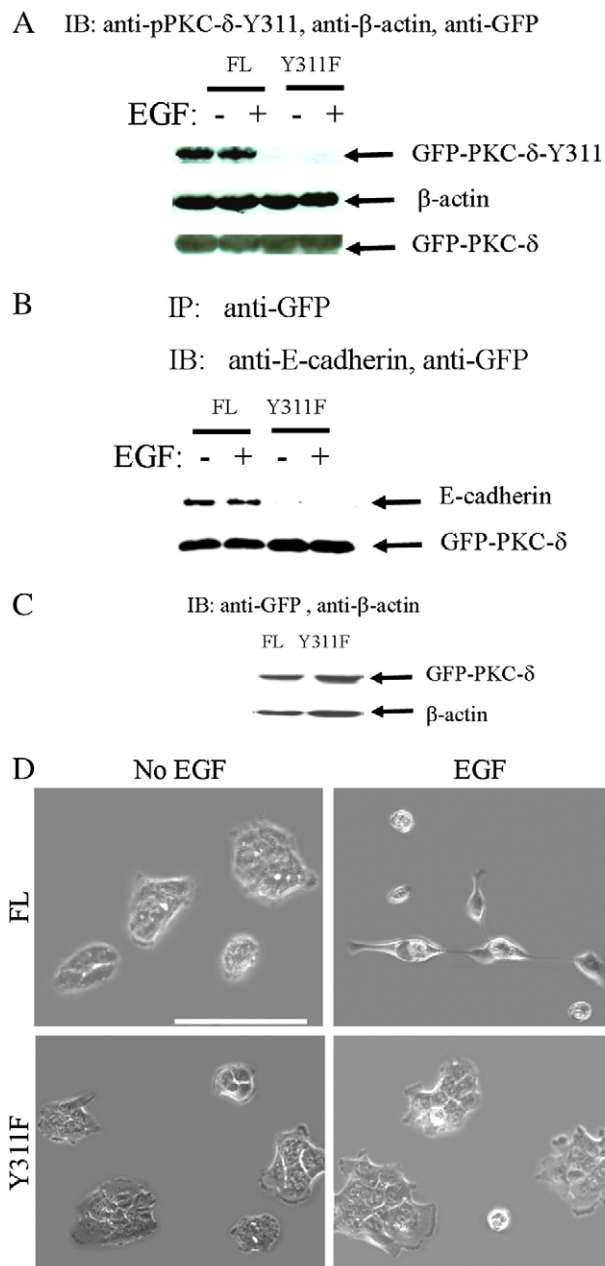 A IB: anti-pPKC-δ-Y311, anti-β-actin, anti-GFP
FL Y311F
EGF: - + - +
GFP-PKC-δ-Y311
β-actin
GFP-PKC-δ
B IP: anti-GFP
IB: anti-E-cadherin, anti-GFP
FL Y311F
EGF: - + - +
E-cadherin
GFP-PKC-δ
C IB: anti-GFP , anti-β-actin
FL Y311F
GFP-PKC-δ
β-actin
D No EGF EGF
FL
Y311F